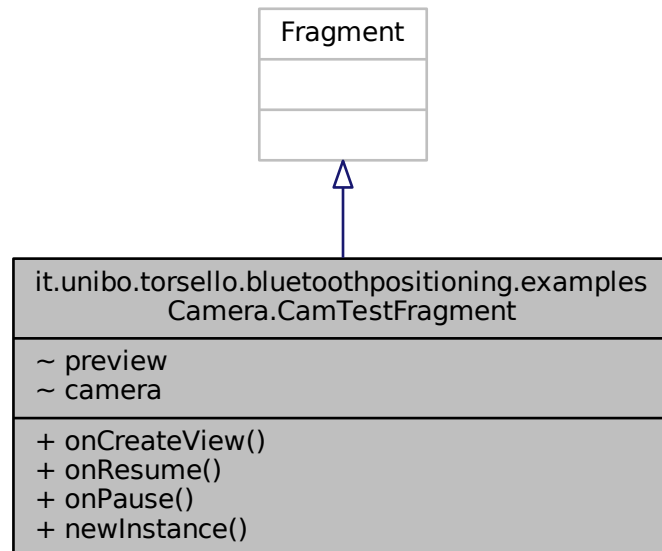 Fragment
it.unibo.torsello.bluetoothpositioning.examples
Camera.CamTestFragment
~ preview
~ camera
+ onCreateView()
+ onResume()
+ onPause()
+ newInstance()